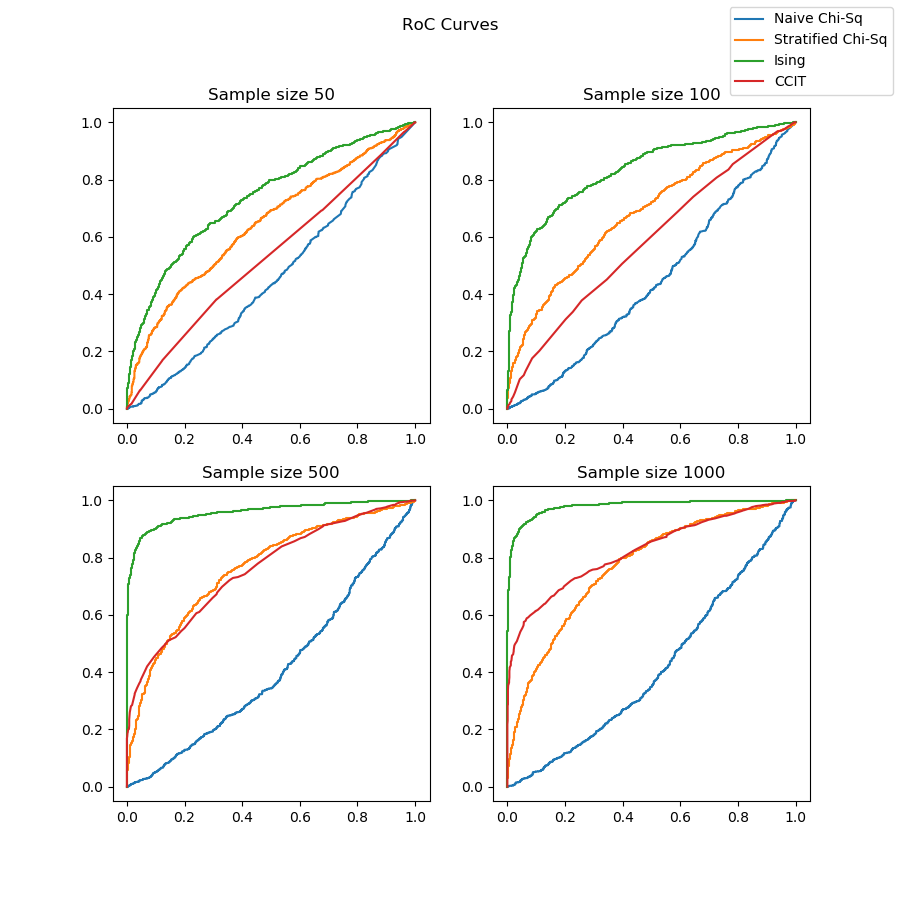 RoC Curves
Naive Chi-Sq
Stratified Chi-Sq
Ising
CCIT
Sample size 50
1.0
0.8
0.6
0.4
0.2
0.0
0.0 0.2 0.4 0.6 0.8 1.0
Sample size 100
1.0
0.8
0.6
0.4
0.2
0.0
0.0 0.2 0.4 0.6 0.8 1.0
Sample size 500
1.0
0.8
0.6
0.4
0.2
0.0
0.0 0.2 0.4 0.6 0.8 1.0
Sample size 1000
1.0
0.8
0.6
0.4
0.2
0.0
0.0 0.2 0.4 0.6 0.8 1.0